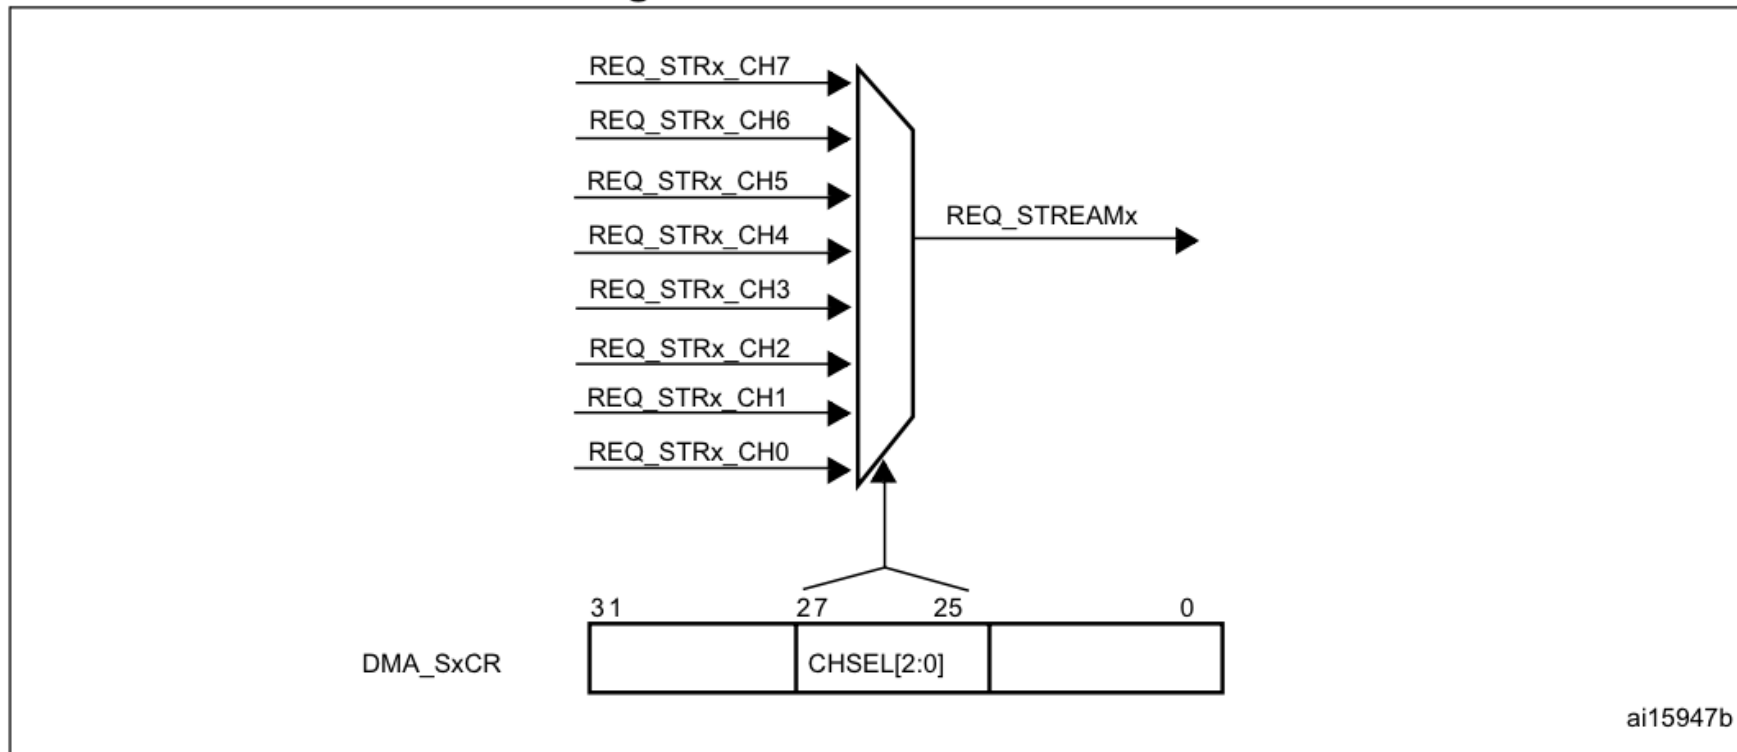 REQ_STRx_CH7
REQ_STRx_CH6
REQ_STRx_CH5
REQ_STRx_CH4
REQ_STREAMx
REQ_STRx_CH3
REQ_STRx_CH2
REQ_STRx_CH1
REQ_STRx_CH0
31 27 25 0
DMA_SxCR CHSEL[2:0]
ai15947b